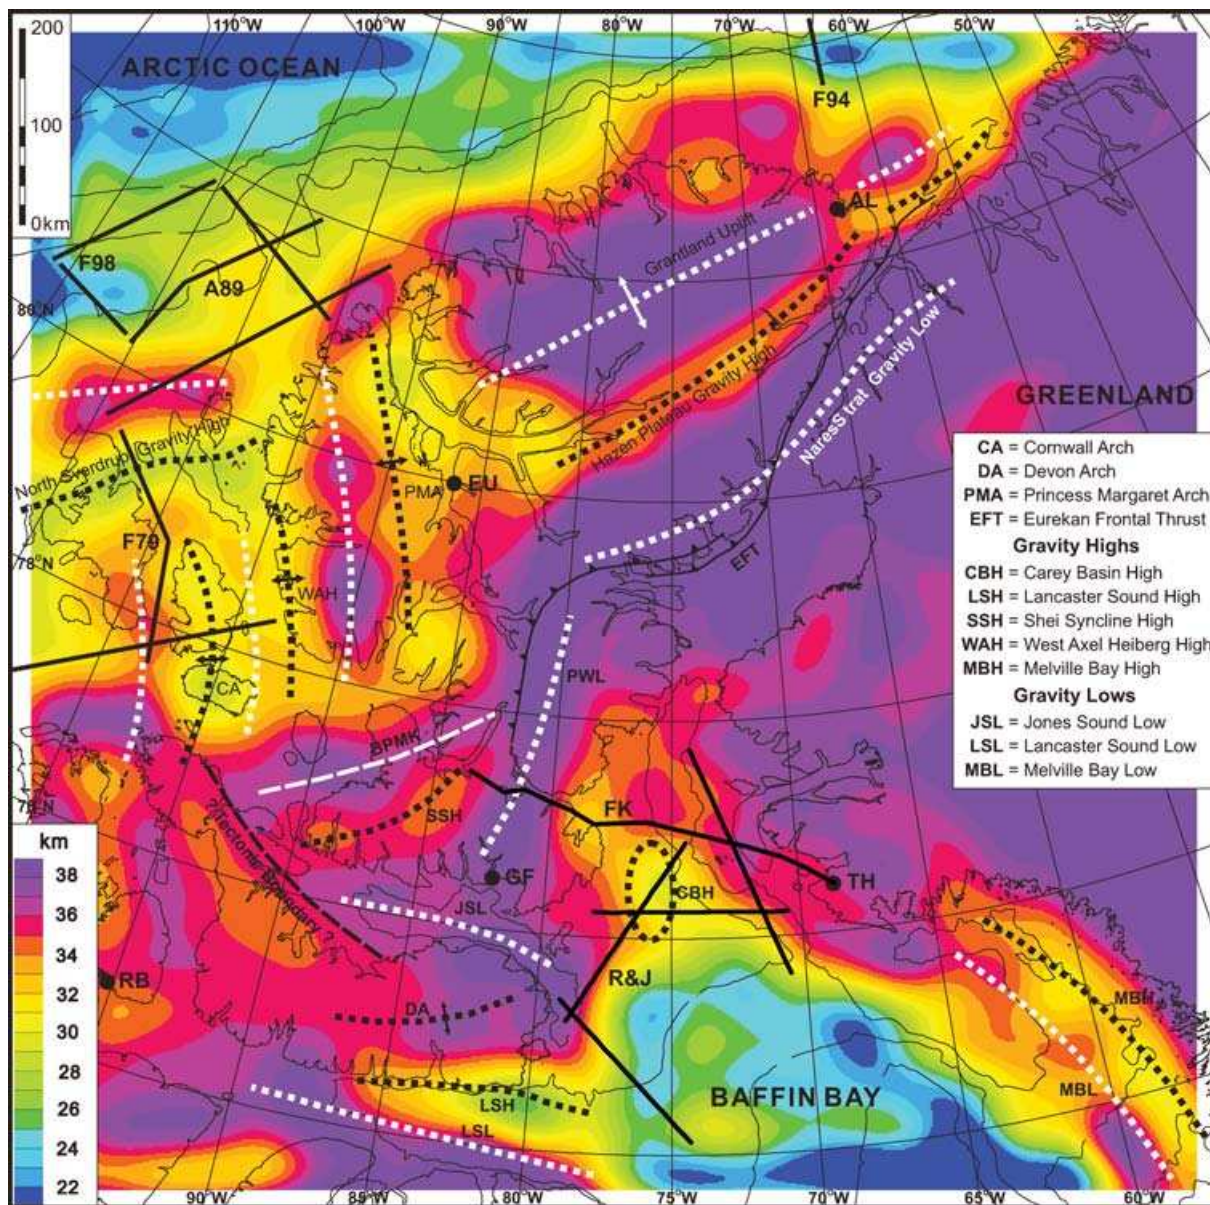 110°W 100°W 90°W 80°W 70°W 60°W 50°W
200
ARCTIC OCEAN
F94
100
AL
0km
Grantland Uplift
F98
A89
80°N
Hazen Plateau Gravity High
NaresStrat Gravity Low
GREENLAND
North Sverdrup Gravity High
PMA
EU
F79
78°N
EFT
WAH
CA
PWL
BPMK
SSH
FK
?Tectonic Boundary ?
GF
TH
CBH
JSL
R&J
RB
DA
MBH
MBL
BAFFIN BAY
LSH
LSL
CA = Cornwall Arch
DA = Devon Arch
PMA = Princess Margaret Arch
EFT = Eurekan Frontal Thrust
Gravity Highs
CBH = Carey Basin High
LSH = Lancaster Sound High
SSH = Shei Syncline High
WAH = West Axel Heiberg High
MBH = Melville Bay High
Gravity Lows
JSL = Jones Sound Low
LSL = Lancaster Sound Low
MBL = Melville Bay Low
km
38
36
34
32
30
28
26
24
22
90°W 80°W 75°W 70°W 60°W